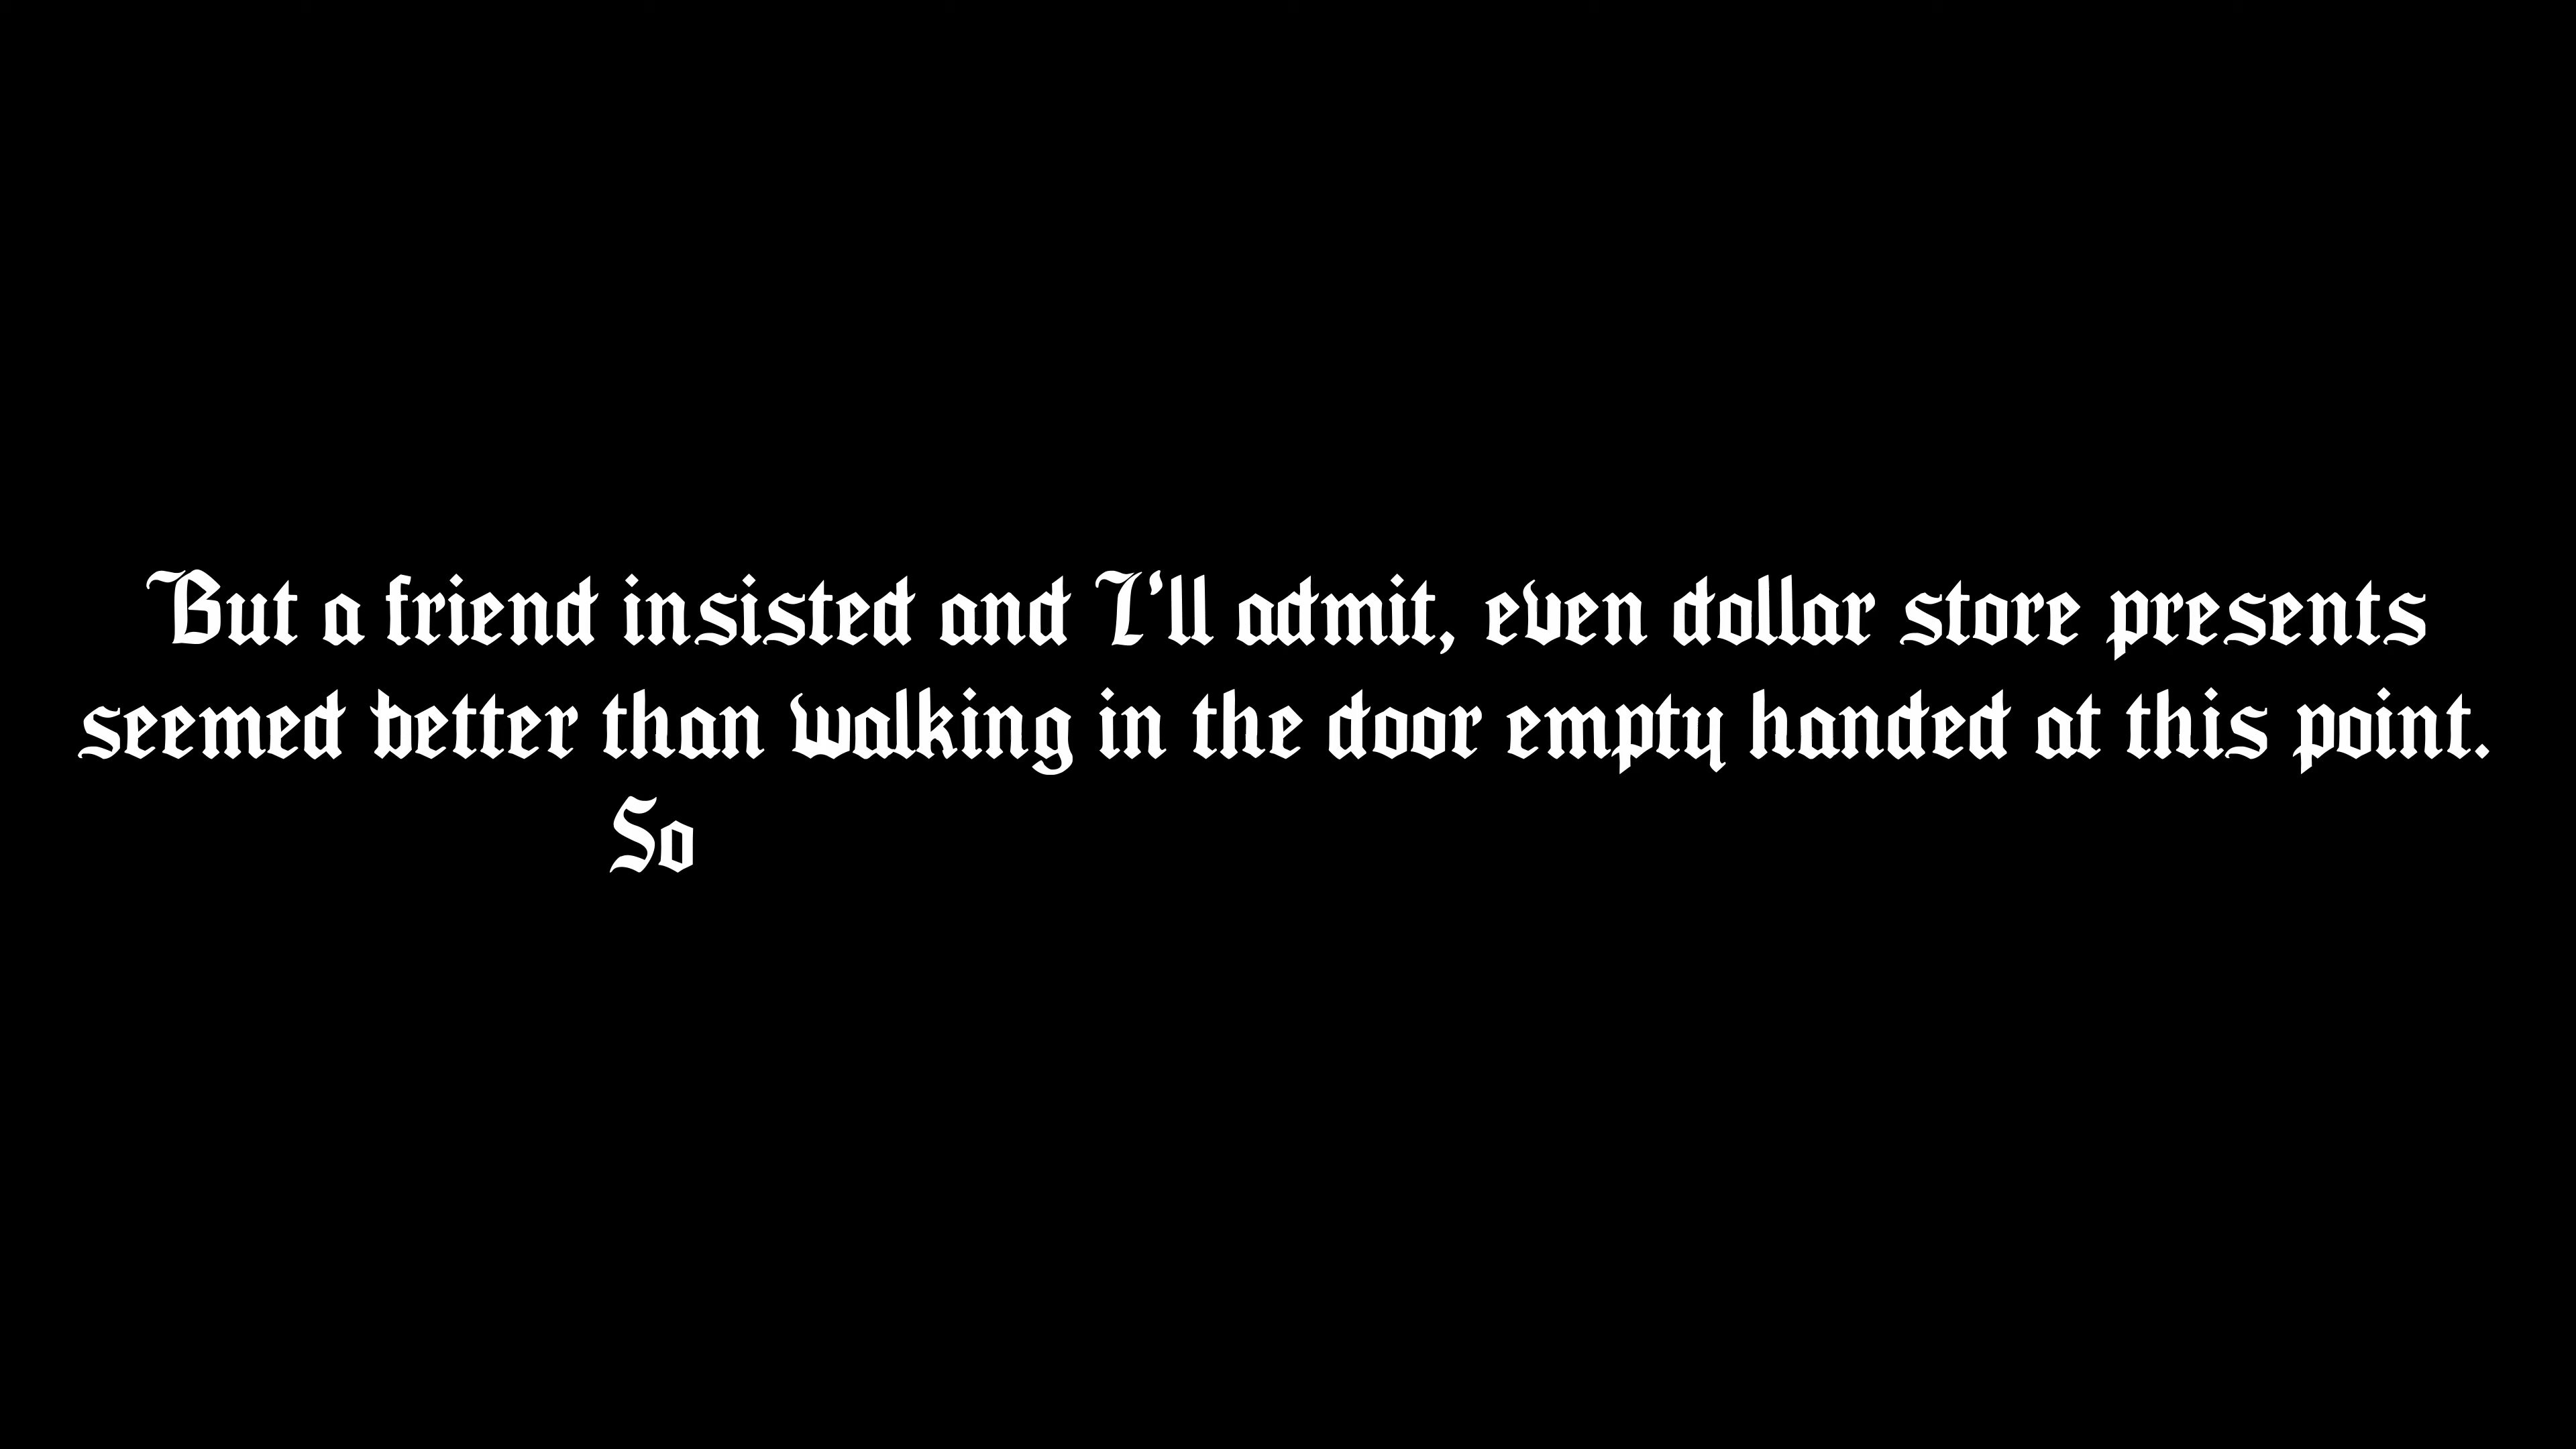 But a friend insisted and I'll admit, even dollar store presents
seemed better than walking in the door empty handed at this point.
So